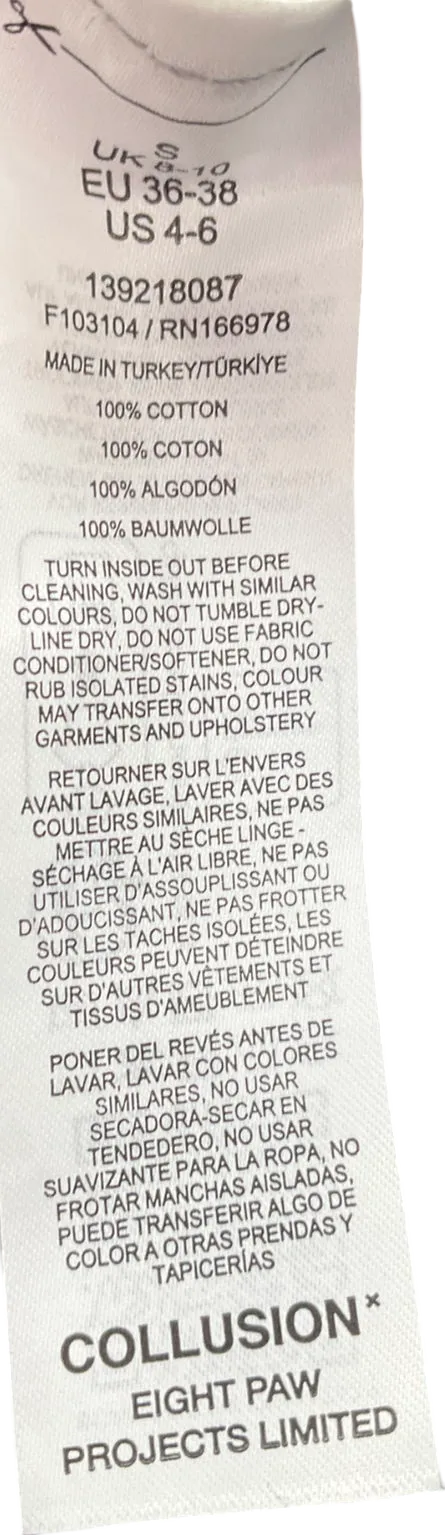 S
UK 8-10
EU 36-38
US 4-6
139218087
F103104 / RN166978
MADE IN TURKEY/TÜRKİYE
100% COTTON
100% COTON
100% ALGODÓN
100% BAUMWOLLE
TURN INSIDE OUT BEFORE
CLEANING, WASH WITH SIMILAR
COLOURS, DO NOT TUMBLE DRY-
LINE DRY, DO NOT USE FABRIC
CONDITIONER/SOFTENER, DO NOT
RUB ISOLATED STAINS, COLOUR
MAY TRANSFER ONTO OTHER
GARMENTS AND UPHOLSTERY
RETOURNER SUR L'ENVERS
AVANT LAVAGE, LAVER AVEC DES
COULEURS SIMILAIRES, NE PAS
METTRE AU SÈCHE LINGE -
SÉCHAGE À L'AIR LIBRE, NE PAS
UTILISER D'ASSOUPLISSANT OU
D'ADOUCISSANT, NE PAS FROTTER
SUR LES TACHES ISOLÉES, LES
COULEURS PEUVENT DÉTEINDRE
SUR D'AUTRES VÊTEMENTS ET
TISSUS D'AMEUBLEMENT
PONER DEL REVÉS ANTES DE
LAVAR, LAVAR CON COLORES
SIMILARES, NO USAR
SECADORA-SECAR EN
TENDEDERO, NO USAR
SUAVIZANTE PARA LA ROPA, NO
FROTAR MANCHAS AISLADAS,
PUEDE TRANSFERIR ALGO DE
COLOR A OTRAS PRENDAS Y
TAPICERÍAS
COLLUSION×
EIGHT PAW
PROJECTS LIMITED